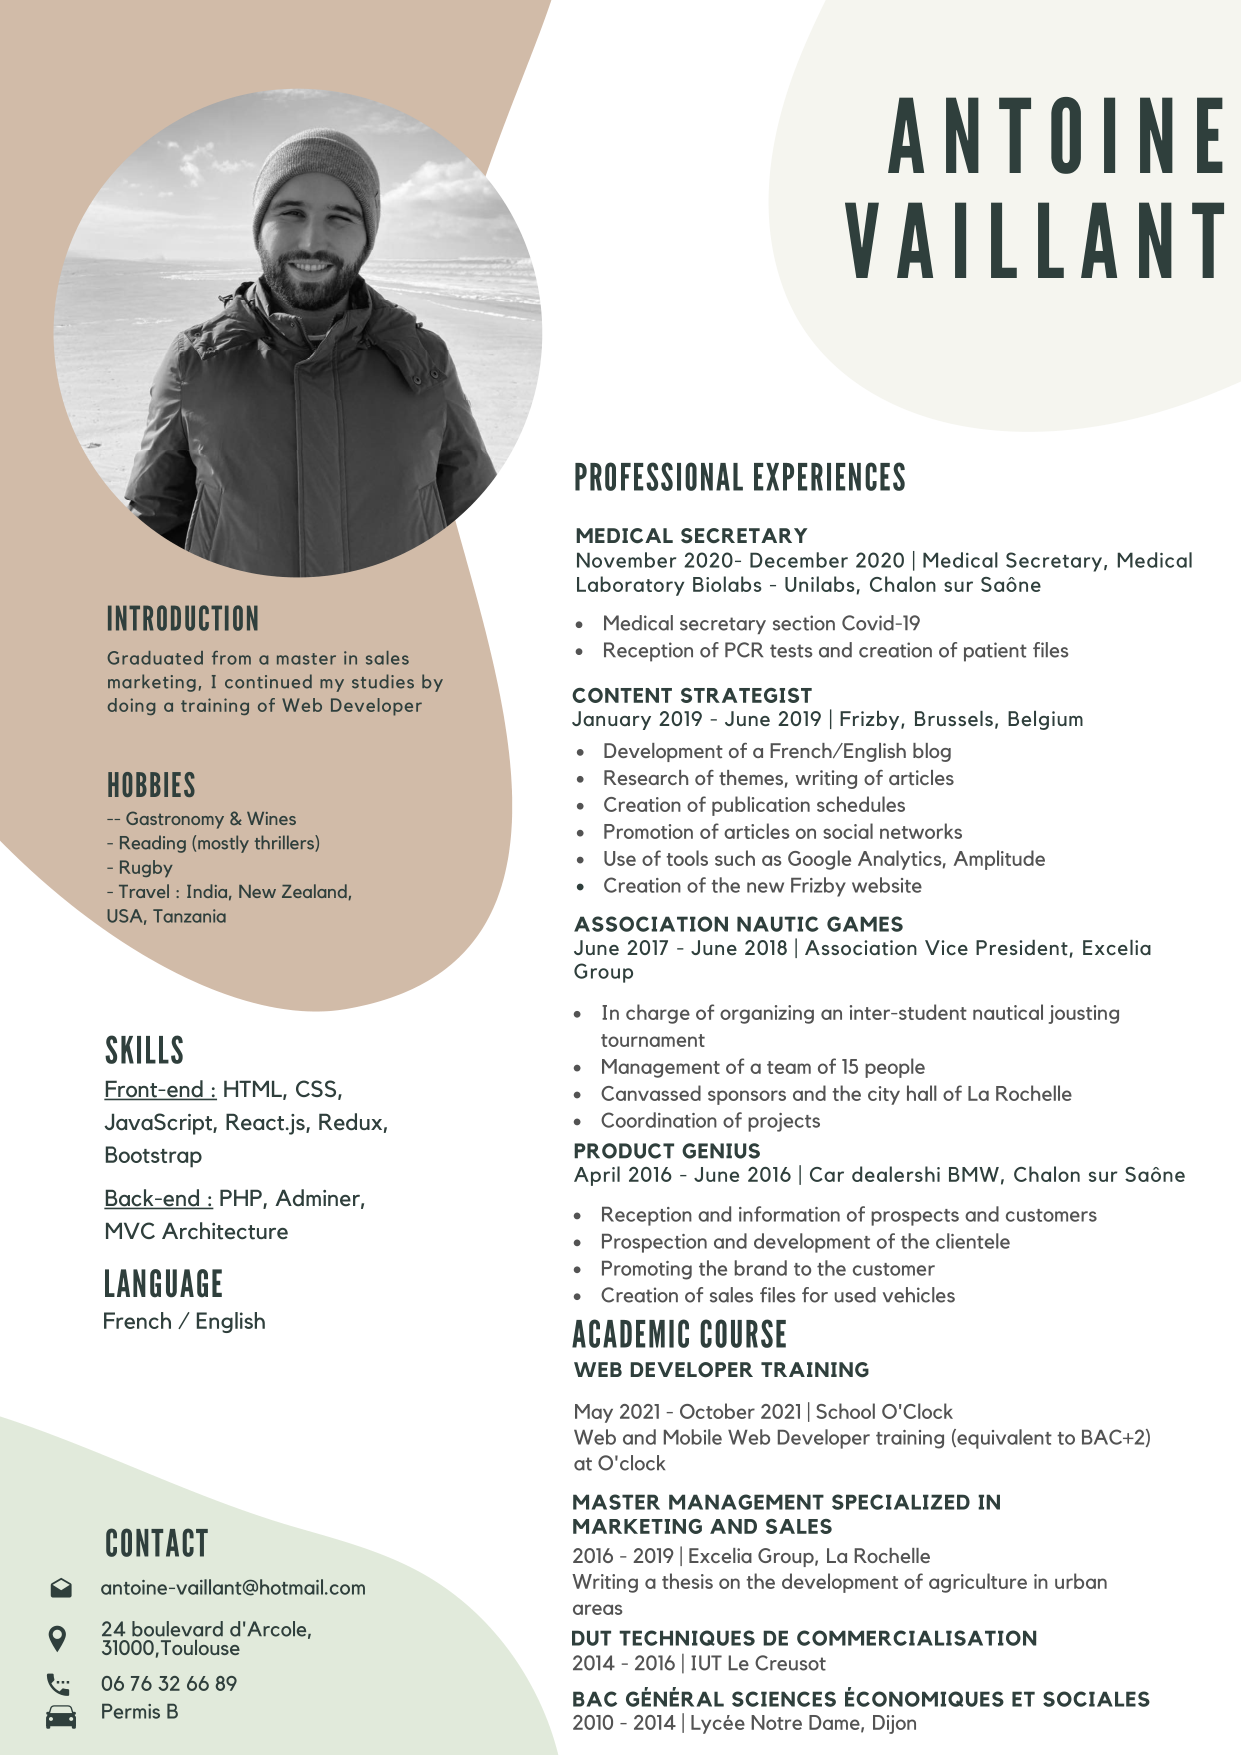 ANTOINE
VAILLANT
INTRODUCTION
Graduated from a master in sales
marketing, I continued my studies by
doing a training of Web Developer
HOBBIES
-- Gastronomy & Wines
- Reading (mostly thrillers)
- Rugby
- Travel : India, New Zealand,
USA, Tanzania
SKILLS
Front-end : HTML, CSS,
JavaScript, React.js, Redux,
Bootstrap
Back-end : PHP, Adminer,
MVC Architecture
LANGUAGE
French / English
CONTACT
antoine-vaillant@hotmail.com
24 boulevard d'Arcole,
31000,Toulouse
06 76 32 66 89
Permis B
PROFESSIONAL EXPERIENCES
MEDICAL SECRETARY
November 2020- December 2020 | Medical Secretary, Medical
Laboratory Biolabs - Unilabs, Chalon sur Saône
• Medical secretary section Covid-19
• Reception of PCR tests and creation of patient files
CONTENT STRATEGIST
January 2019 - June 2019 | Frizby, Brussels, Belgium
• Development of a French/English blog
• Research of themes, writing of articles
• Creation of publication schedules
• Promotion of articles on social networks
• Use of tools such as Google Analytics, Amplitude
• Creation of the new Frizby website
ASSOCIATION NAUTIC GAMES
June 2017 - June 2018 | Association Vice President, Excelia
Group
• In charge of organizing an inter-student nautical jousting
tournament
• Management of a team of 15 people
• Canvassed sponsors and the city hall of La Rochelle
• Coordination of projects
PRODUCT GENIUS
April 2016 - June 2016 | Car dealershi BMW, Chalon sur Saône
• Reception and information of prospects and customers
• Prospection and development of the clientele
• Promoting the brand to the customer
• Creation of sales files for used vehicles
ACADEMIC COURSE
WEB DEVELOPER TRAINING
May 2021 - October 2021 | School O'Clock
Web and Mobile Web Developer training (equivalent to BAC+2)
at O'clock
MASTER MANAGEMENT SPECIALIZED IN
MARKETING AND SALES
2016 - 2019 | Excelia Group, La Rochelle
Writing a thesis on the development of agriculture in urban
areas
DUT TECHNIQUES DE COMMERCIALISATION
2014 - 2016 | IUT Le Creusot
BAC GÉNÉRAL SCIENCES ÉCONOMIQUES ET SOCIALES
2010 - 2014 | Lycée Notre Dame, Dijon